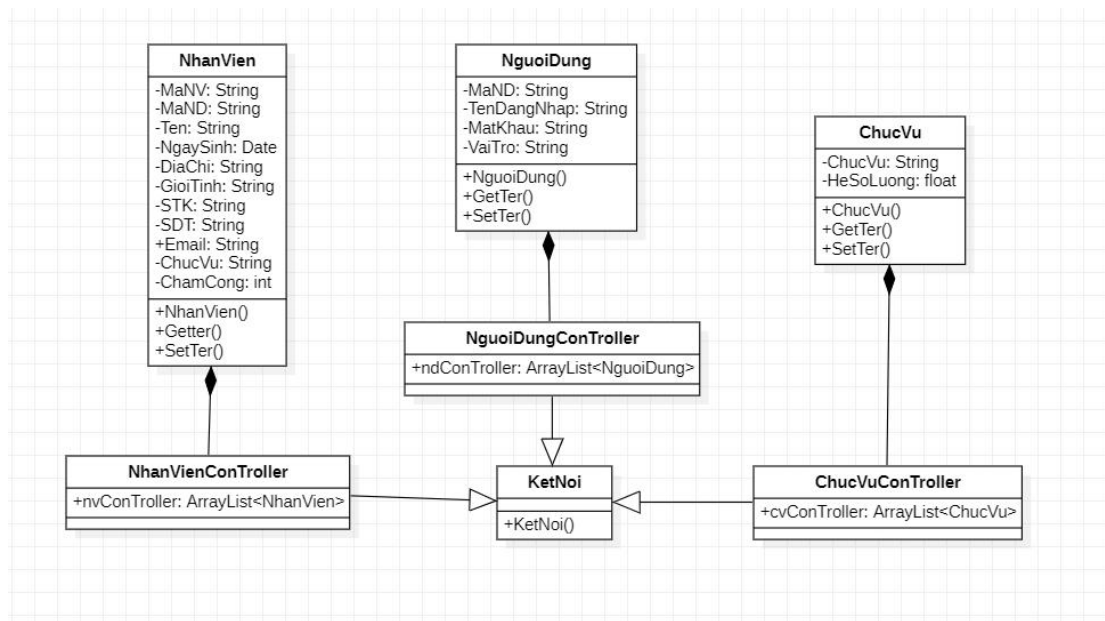 NhanVien
-MaNV: String
-MaND: String
-Ten: String
-NgaySinh: Date
-DiaChi: String
-GioiTinh: String
-STK: String
-SDT: String
+Email: String
-ChucVu: String
-ChamCong: int
+NhanVien()
+Getter()
+SetTer()
NguoiDung
-MaND: String
-TenDangNhap: String
-MatKhau: String
-VaiTro: String
+NguoiDung()
+GetTer()
+SetTer()
ChucVu
-ChucVu: String
-HeSoLuong: float
+ChucVu()
+GetTer()
+SetTer()
NguoiDungConTroller
+ndConTroller: ArrayList<NguoiDung>
NhanVienConTroller
+nvConTroller: ArrayList<NhanVien>
KetNoi
+KetNoi()
ChucVuConTroller
+cvConTroller: ArrayList<ChucVu>